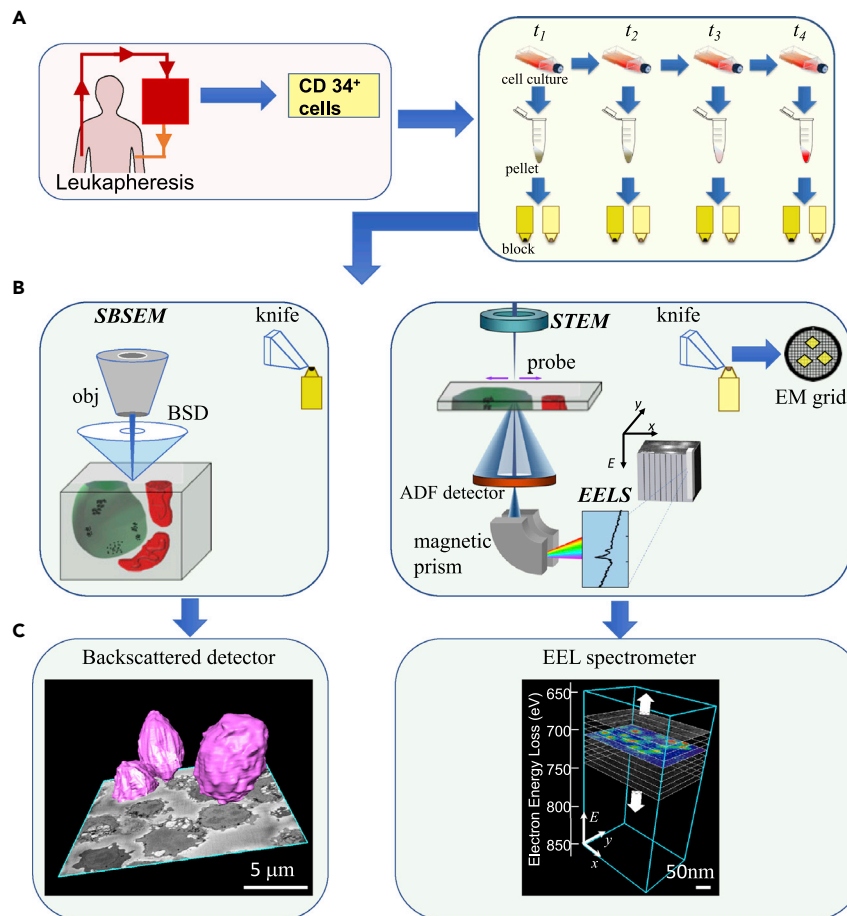 A
Leukapheresis
CD 34+
cells
t1 t2 t3 t4
cell culture
pellet
block
B
SBSEM
knife
obj
BSD
STEM
probe
knife
EM grid
ADF detector
EELS
magnetic
prism
y
x
E
C
Backscattered detector
5 μm
EEL spectrometer
Electron Energy Loss (eV)
650
700
750
800
850
E
y
x
50nm